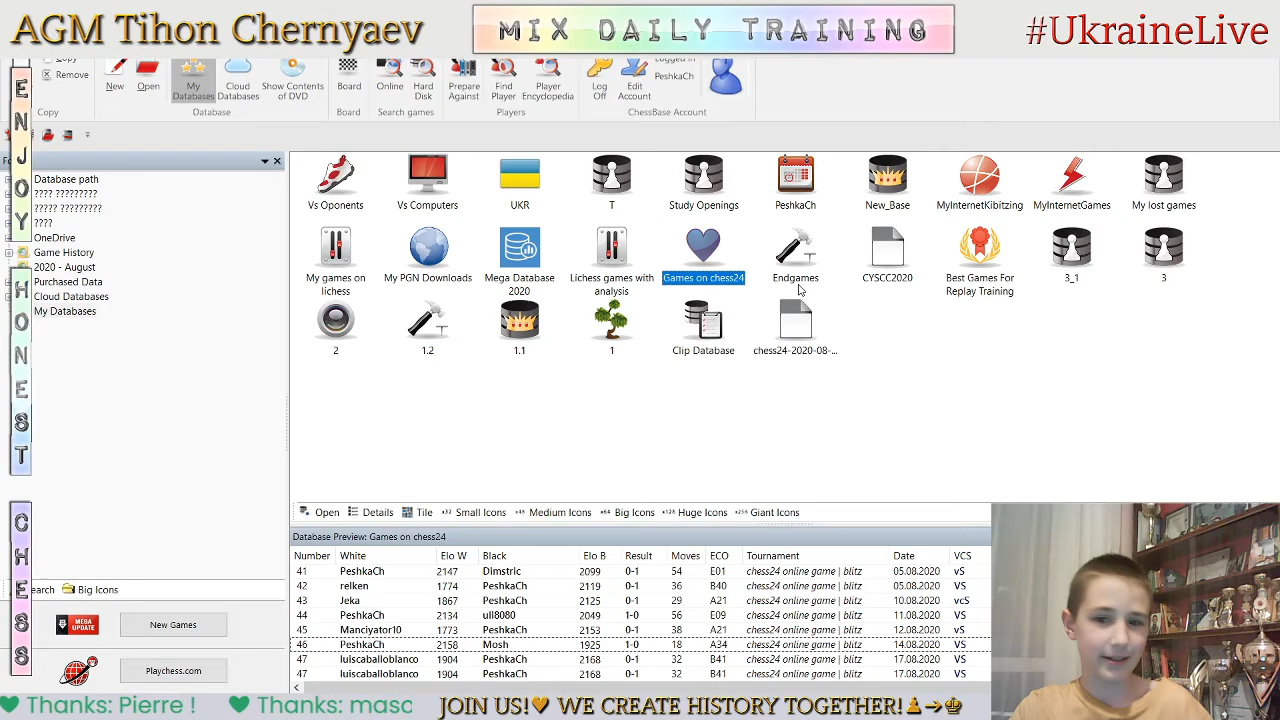 AGM Tihon Chernyaev
MIX DAILY TRAINING
#UkraineLive
ENJOY HONEST CHESS
Remove
New
Open
My Databases
Cloud Databases
Show Contents of DVD
Board
Online
Hard Disk
Prepare Against
Find Player
Player Encyclopedia
Log Off
Edit Account
PeshkaCh
Copy
Database
Board
Search games
Players
ChessBase Account
Database path
???? ?????????
????? ?????????
????
OneDrive
Game History
2020 - August
Purchased Data
Cloud Databases
My Databases
Vs Oponents
Vs Computers
UKR
T
Study Openings
PeshkaCh
New_Base
MyInternetKibitzing
MyInternetGames
My lost games
My games on lichess
My PGN Downloads
Mega Database 2020
Lichess games with analysis
Games on chess24
Endgames
CYSCC2020
Best Games For Replay Training
3_1
3
2
1.2
1.1
1
Clip Database
chess24-2020-08-...
Open Details Tile x32 Small Icons x48 Medium Icons x64 Big Icons x128 Huge Icons x256 Giant Icons
Database Preview: Games on chess24
Number White Elo W Black Elo B Result Moves ECO Tournament Date VCS
41 PeshkaCh 2147 Dimstric 2099 0-1 54 E01 chess24 online game | blitz 05.08.2020 vS
42 relken 1774 PeshkaCh 2119 0-1 36 B40 chess24 online game | blitz 05.08.2020 VS
43 Jeka 1867 PeshkaCh 2125 0-1 29 A21 chess24 online game | blitz 10.08.2020 vcS
44 PeshkaCh 2134 ull8080 2049 1-0 56 E09 chess24 online game | blitz 11.08.2020 VS
45 Manciyator10 1773 PeshkaCh 2153 0-1 38 A21 chess24 online game | blitz 12.08.2020 vS
46 PeshkaCh 2158 Mosh 1925 1-0 18 A34 chess24 online game | blitz 14.08.2020 VS
47 luiscaballoblanco 1904 PeshkaCh 2168 0-1 32 B41 chess24 online game | blitz 17.08.2020 VS
47 luiscaballoblanco 1904 PeshkaCh 2168 0-1 32 B41 chess24 online game | blitz 17.08.2020 VS
earch Big Icons
MEGA UPDATE
New Games
Playchess.com
Thanks: Pierre ! Thanks: masc
JOIN US! WE CREATE HISTORY TOGETHER!